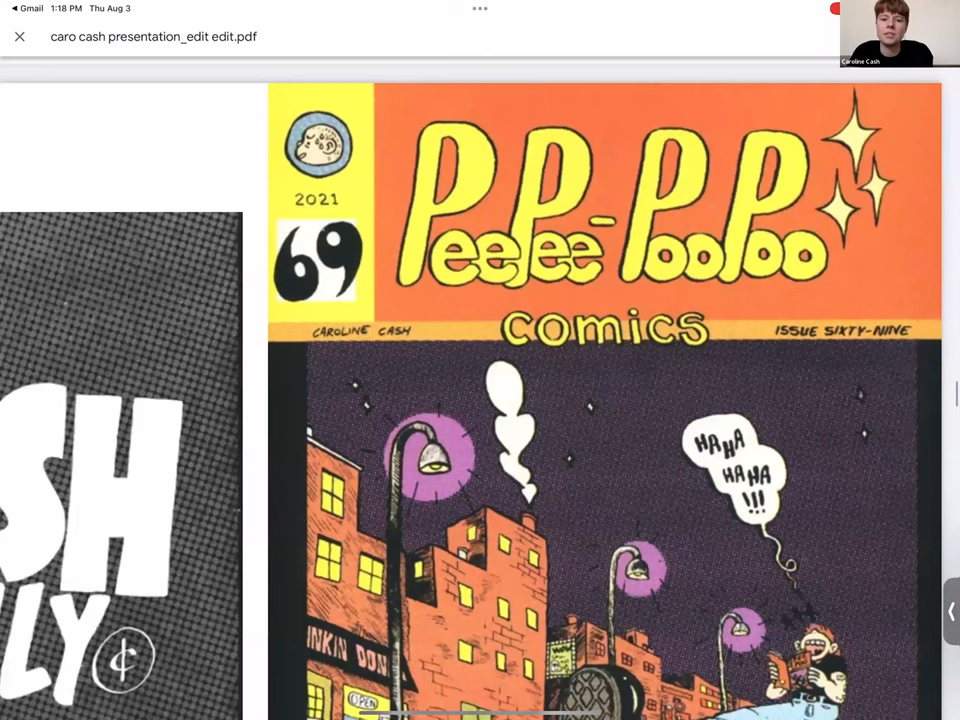 Gmail 1:18 PM Thu Aug 3
caro cash presentation_edit edit.pdf
Caroline Cash
2021
69
PeePee-PooPoo
comics
CAROLINE CASH
ISSUE SIXTY-NINE
HA HA
HA HA
!!!
SH
LLY ¢
NKIN DON
OPEN